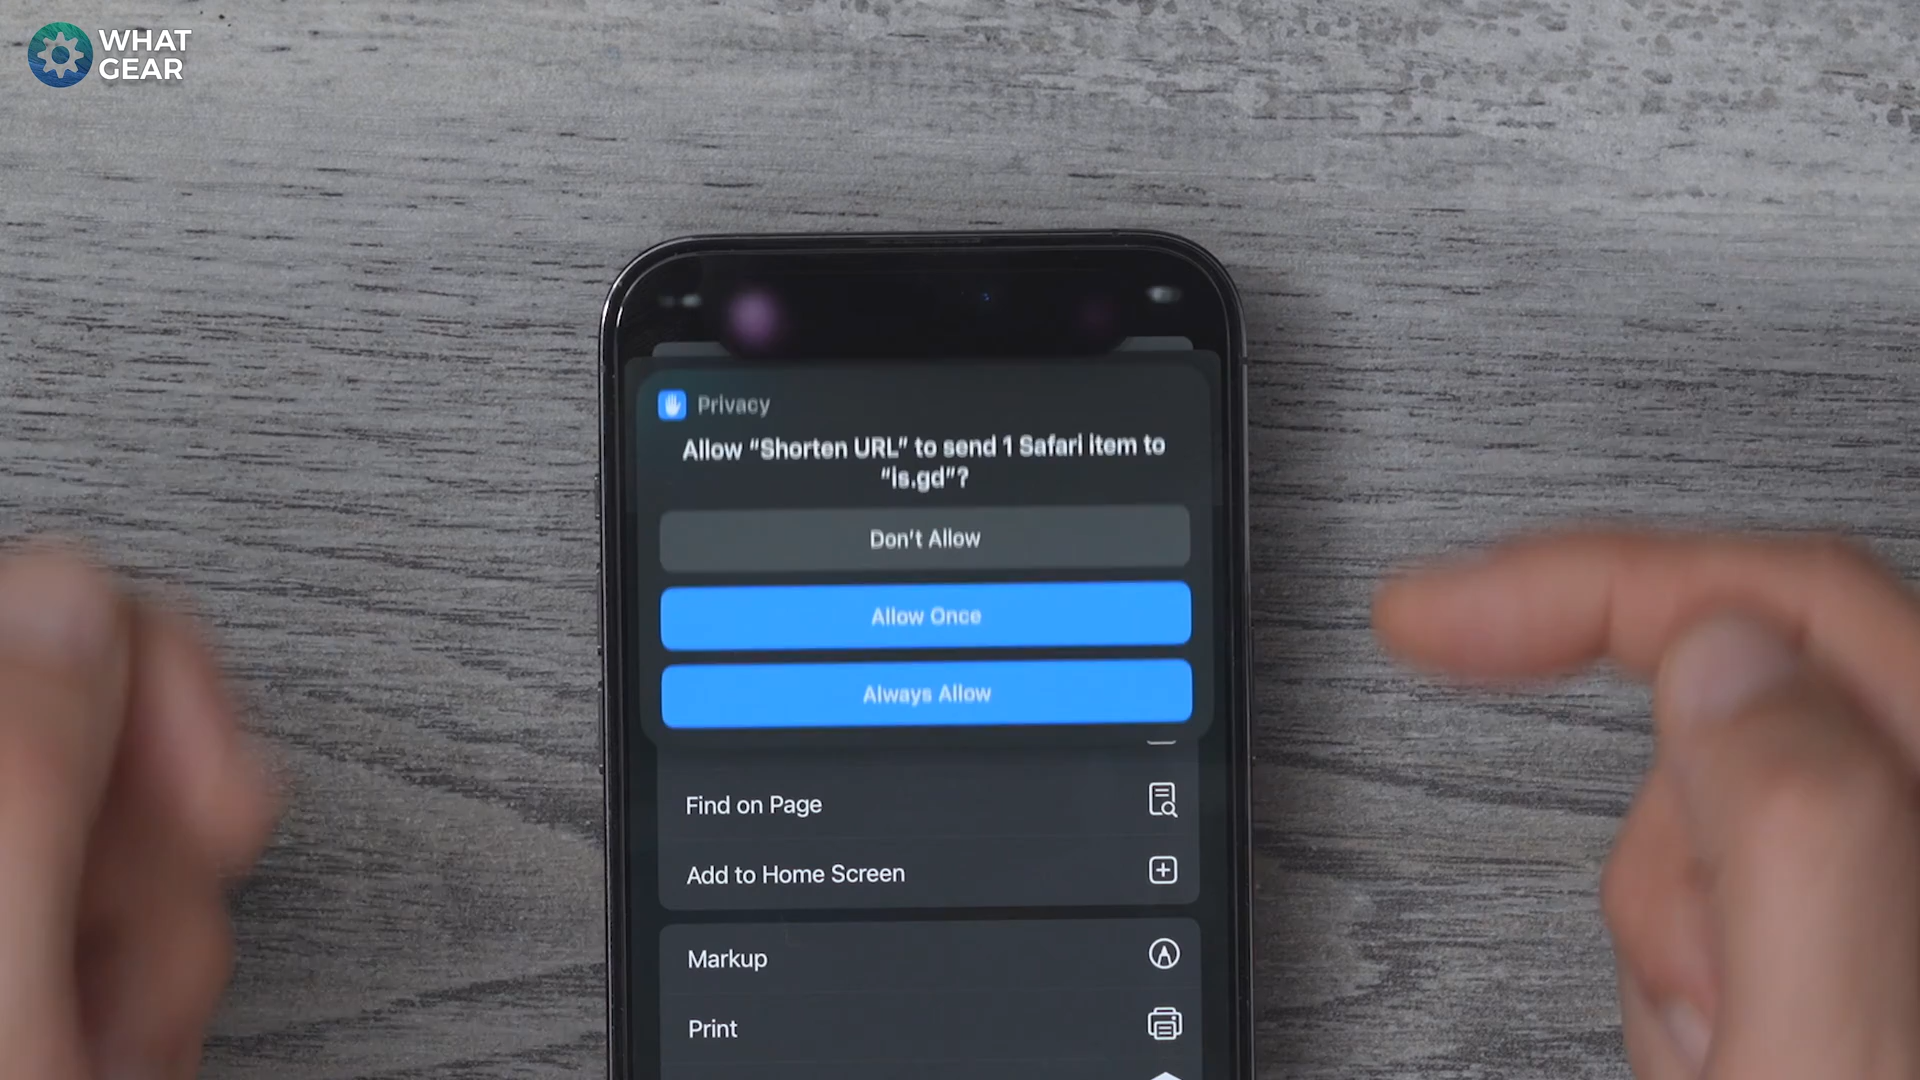 WHAT
GEAR
Privacy
Allow “Shorten URL” to send 1 Safari item to
“is.gd”?
Don’t Allow
Allow Once
Always Allow
Find on Page
Add to Home Screen
Markup
Print